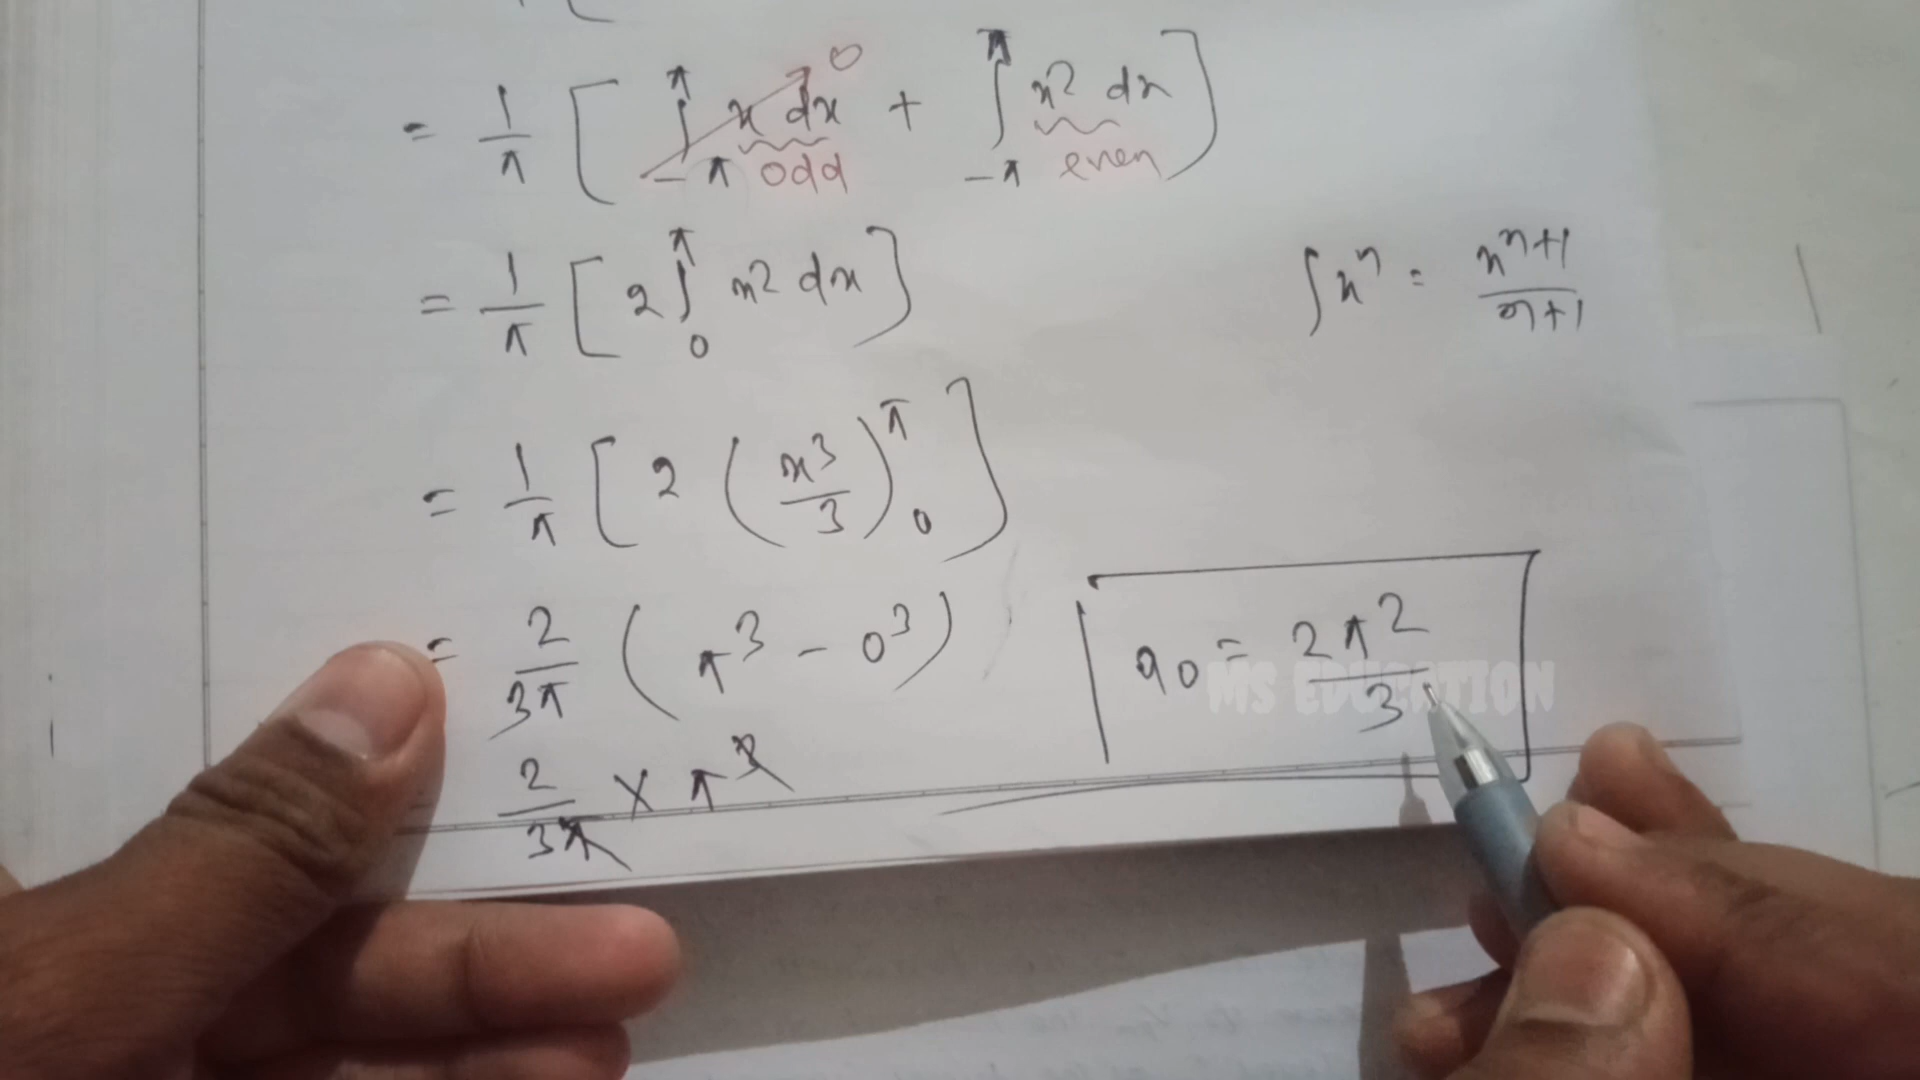 = 1/π [ ∫_{-π}^{π} x dx 0 + ∫_{-π}^{π} x² dx ]
odd even
= 1/π [ 2 ∫_0^π x² dx ]
∫ xⁿ = xⁿ⁺¹/n+1
= 1/π [ 2 ( x³/3 )_0^π ]
= 2/3π ( π³ - 0³ )
2/3π × π³
a0 = 2π²/3
MS EDUCATION